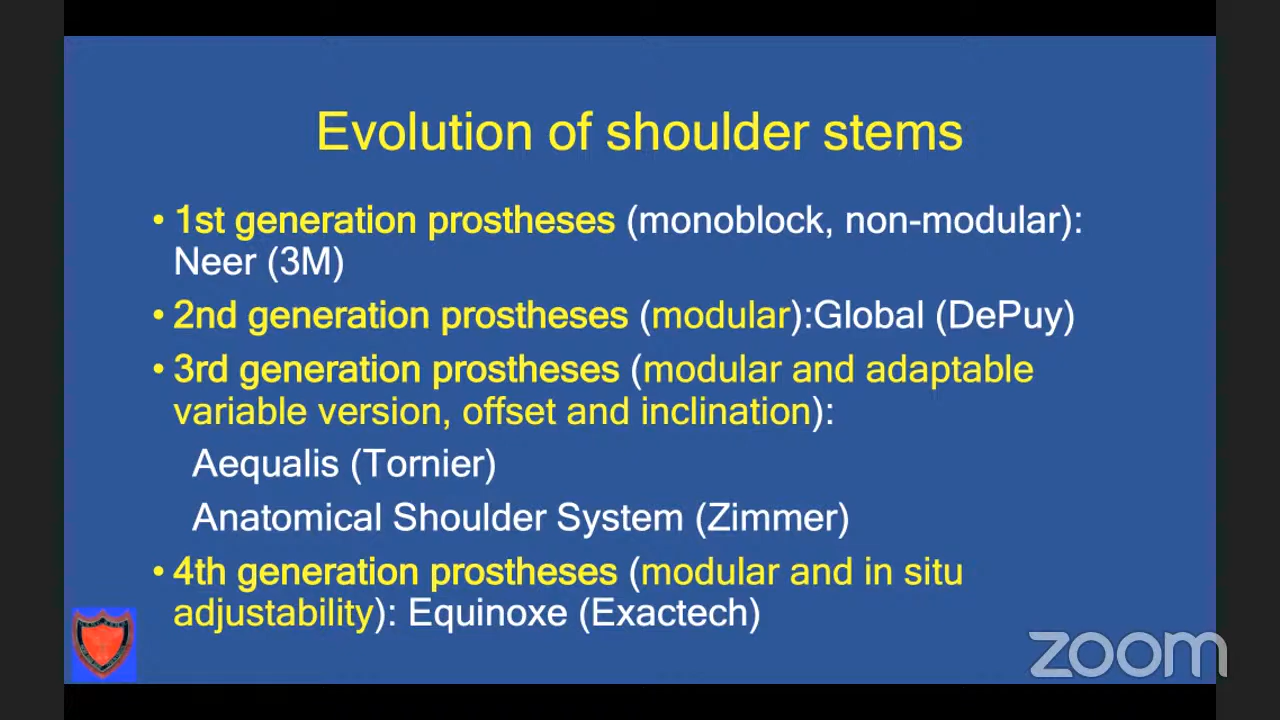 Evolution of shoulder stems
• 1st generation prostheses (monoblock, non-modular):
Neer (3M)
• 2nd generation prostheses (modular):Global (DePuy)
• 3rd generation prostheses (modular and adaptable
variable version, offset and inclination):
Aequalis (Tornier)
Anatomical Shoulder System (Zimmer)
• 4th generation prostheses (modular and in situ
adjustability): Equinoxe (Exactech)
zoom